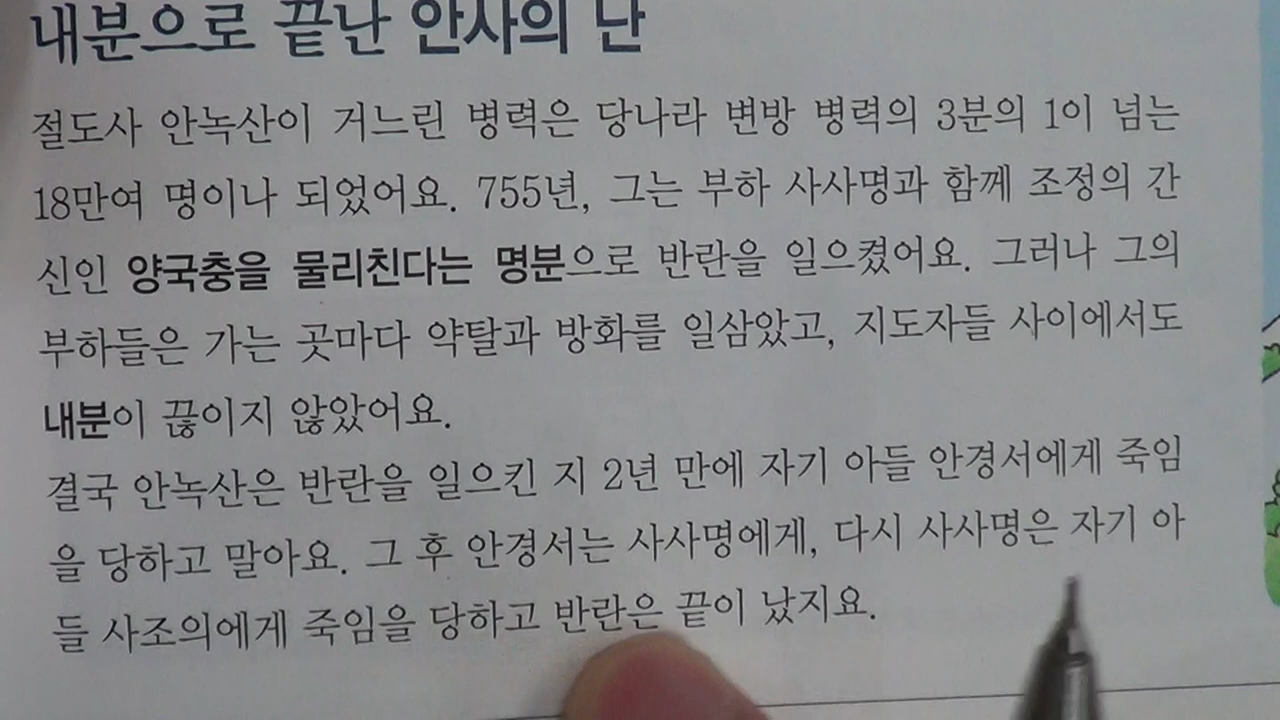 내분으로 끝난 안사의 난
절도사 안녹산이 거느린 병력은 당나라 변방 병력의 3분의 1이 넘는
18만여 명이나 되었어요. 755년, 그는 부하 사사명과 함께 조정의 간
신인 양국충을 물리친다는 명분으로 반란을 일으켰어요. 그러나 그의
부하들은 가는 곳마다 약탈과 방화를 일삼았고, 지도자들 사이에서도
내분이 끊이지 않았어요.
결국 안녹산은 반란을 일으킨 지 2년 만에 자기 아들 안경서에게 죽임
을 당하고 말아요. 그 후 안경서는 사사명에게, 다시 사사명은 자기 아
들 사조의에게 죽임을 당하고 반란은 끝이 났지요.